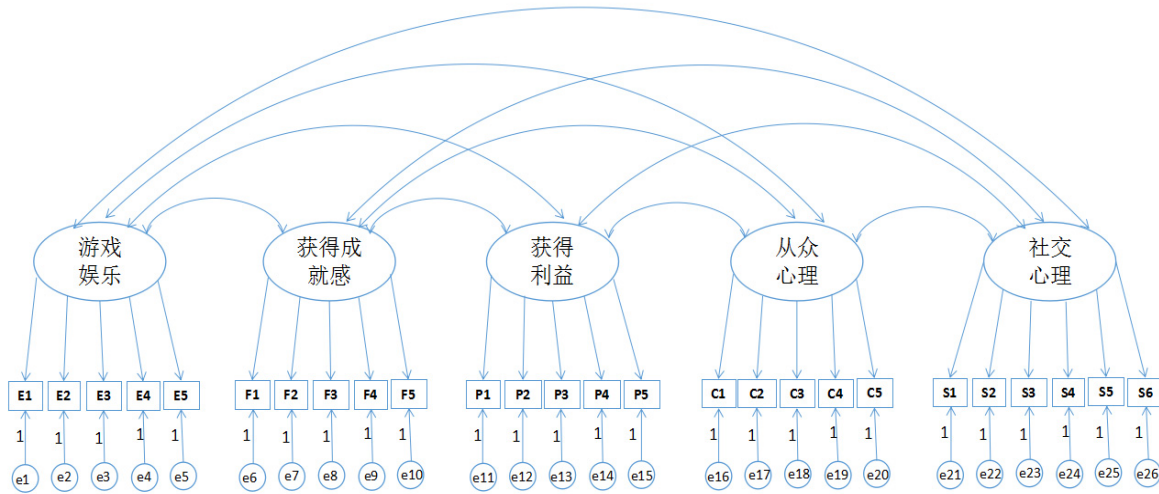 游戏
娱乐
获得成
就感
获得
利益
从众
心理
社交
心理
E1 E2 E3 E4 E5 F1 F2 F3 F4 F5 P1 P2 P3 P4 P5 C1 C2 C3 C4 C5 S1 S2 S3 S4 S5 S6
1 1 1 1 1 1 1 1 1 1 1 1 1 1 1 1 1 1 1 1 1 1 1 1 1 1
e1 e2 e3 e4 e5 e6 e7 e8 e9 e10 e11 e12 e13 e14 e15 e16 e17 e18 e19 e20 e21 e22 e23 e24 e25 e26